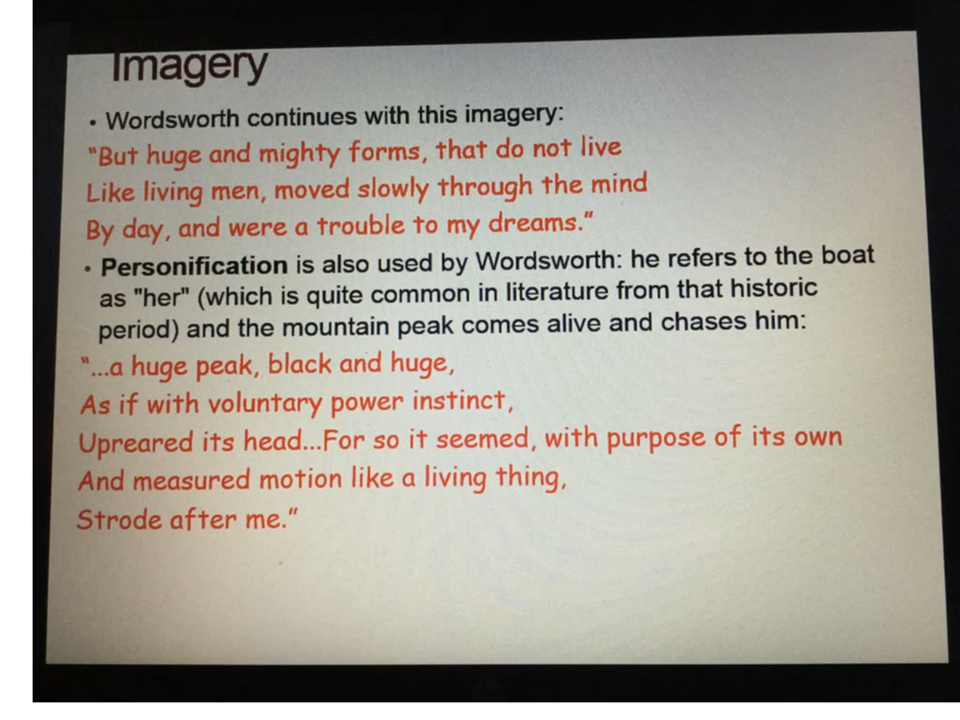 Imagery
• Wordsworth continues with this imagery:
"But huge and mighty forms, that do not live
Like living men, moved slowly through the mind
By day, and were a trouble to my dreams."
• Personification is also used by Wordsworth: he refers to the boat
as "her" (which is quite common in literature from that historic
period) and the mountain peak comes alive and chases him:
"...a huge peak, black and huge,
As if with voluntary power instinct,
Upreared its head...For so it seemed, with purpose of its own
And measured motion like a living thing,
Strode after me."